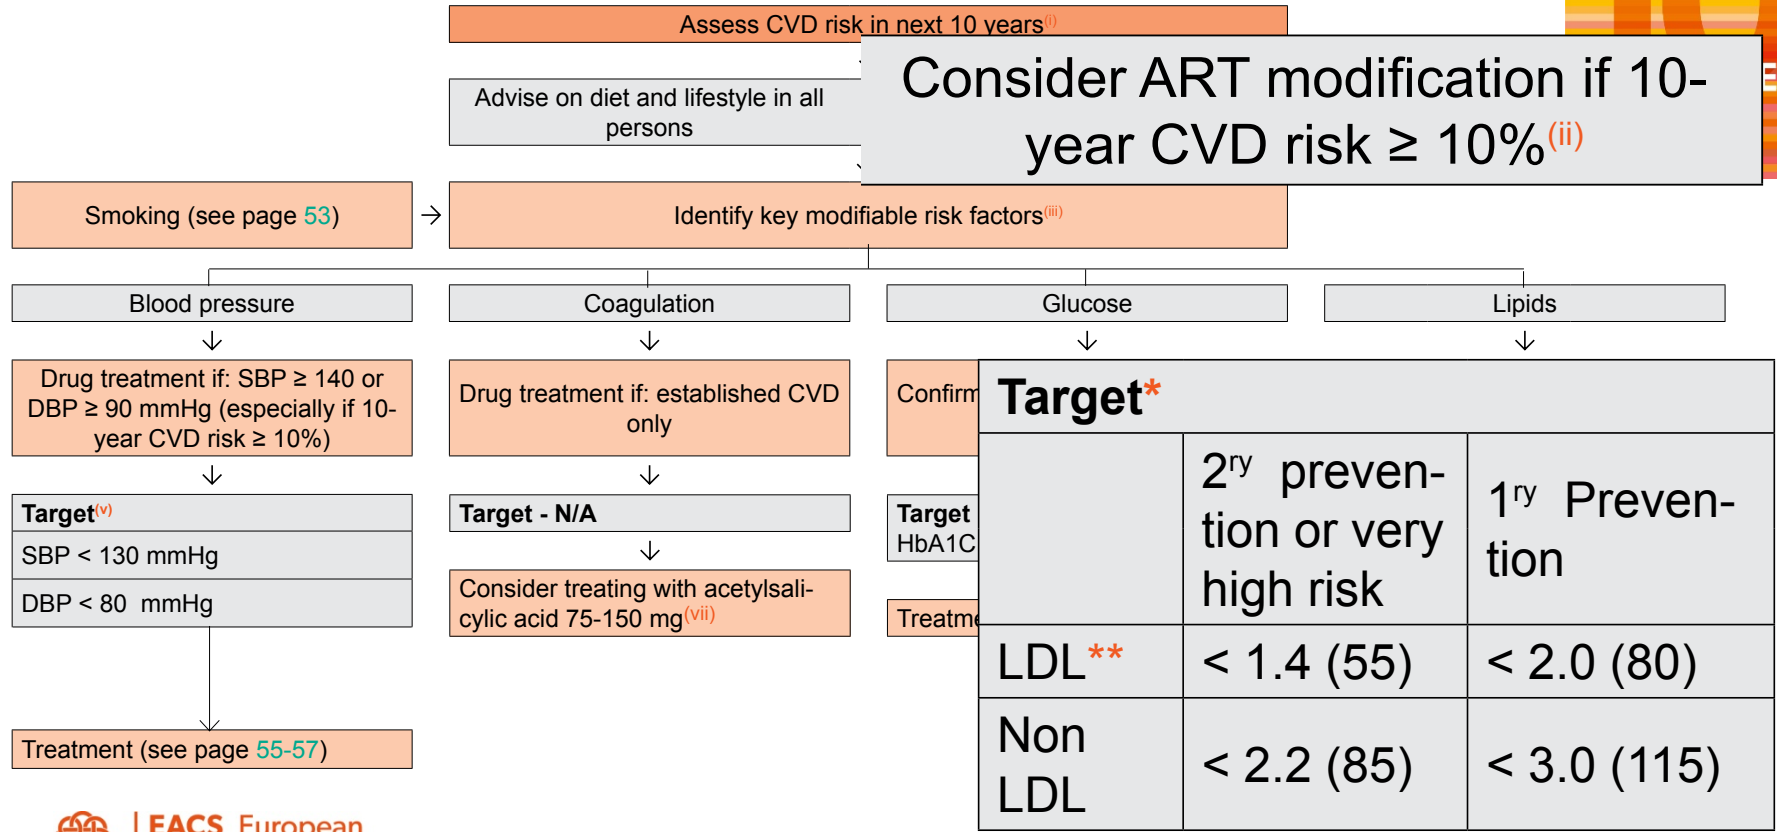 Assess CVD risk in next 10 years(i)
Consider ART modification if 10-
year CVD risk ≥ 10%(ii)
Advise on diet and lifestyle in all
persons
Smoking (see page 53)
→
Identify key modifiable risk factors(iii)
Blood pressure
Coagulation
Glucose
Lipids
Drug treatment if: SBP ≥ 140 or
DBP ≥ 90 mmHg (especially if 10-
year CVD risk ≥ 10%)
Drug treatment if: established CVD
only
Confirm
Target(v)
SBP < 130 mmHg
DBP < 80 mmHg
Target - N/A
Consider treating with acetylsali-
cylic acid 75-150 mg(vii)
Target
HbA1C
Treatme
Treatment (see page 55-57)
Target*
2ry preven-
tion or very
high risk
1ry Preven-
tion
LDL** < 1.4 (55) < 2.0 (80)
Non
LDL
< 2.2 (85) < 3.0 (115)
EACS European